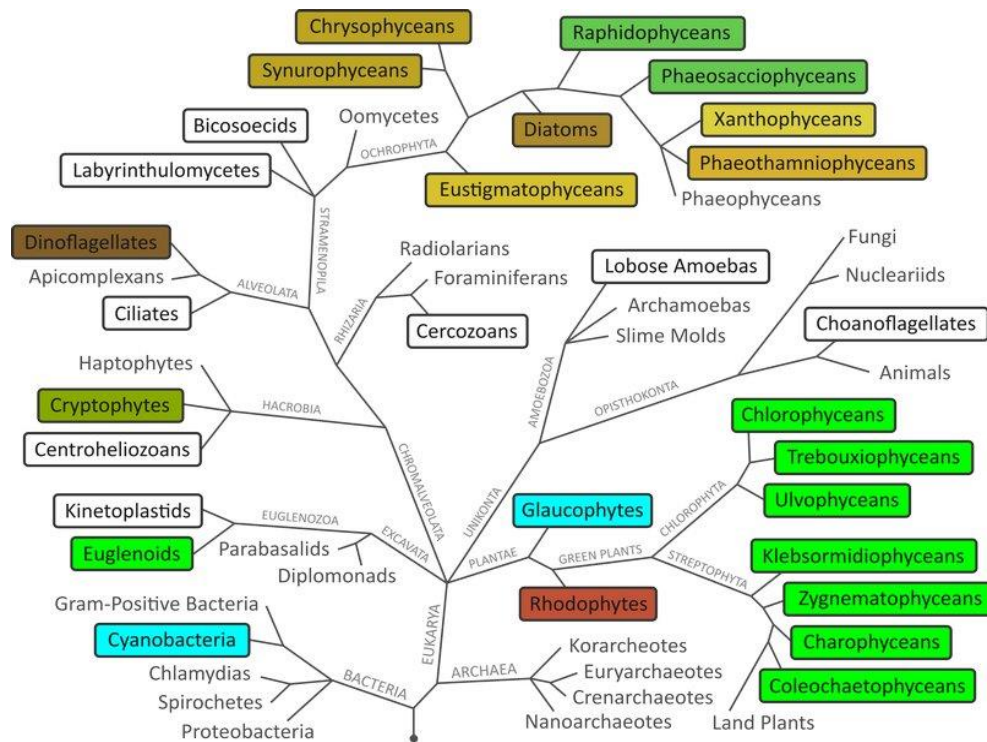 Chrysophyceans
Raphidophyceans
Synurophyceans
Phaeosacciophyceans
Oomycetes
Xanthophyceans
Bicosoecids
Diatoms
OCHROPHYTA
Labyrinthulomycetes
Phaeothamniophyceans
Eustigmatophyceans
Phaeophyceans
STRAMENOPILA
Dinoflagellates
Radiolarians
Fungi
Apicomplexans
Foraminiferans
Lobose Amoebas
Nucleariids
ALVEOLATA
RHIZARIA
Ciliates
Cercozoans
Archamoebas
Choanoflagellates
Slime Molds
Haptophytes
AMOEBOZOA
OPISTHOKONTA
Animals
Cryptophytes
HACROBIA
Chlorophyceans
Centroheliozoans
CHROMALVEOLATA
UNIKONTA
Trebouxiophyceans
Kinetoplastids
Glaucophytes
CHLOROPHYTA
Ulvophyceans
EUGLENOZOA
EXCAVATA
Euglenoids
Parabasalids
PLANTAE
GREEN PLANTS
STREPTOPHYTA
Klebsormidiophyceans
Diplomonads
Gram-Positive Bacteria
Rhodophytes
Zygnematophyceans
Cyanobacteria
EUKARYA
Korarcheotes
Charophyceans
Chlamydias
BACTERIA
ARCHAEA
Euryarchaeotes
Spirochetes
Crenarchaeotes
Coleochaetophyceans
Proteobacteria
Nanoarchaeotes
Land Plants